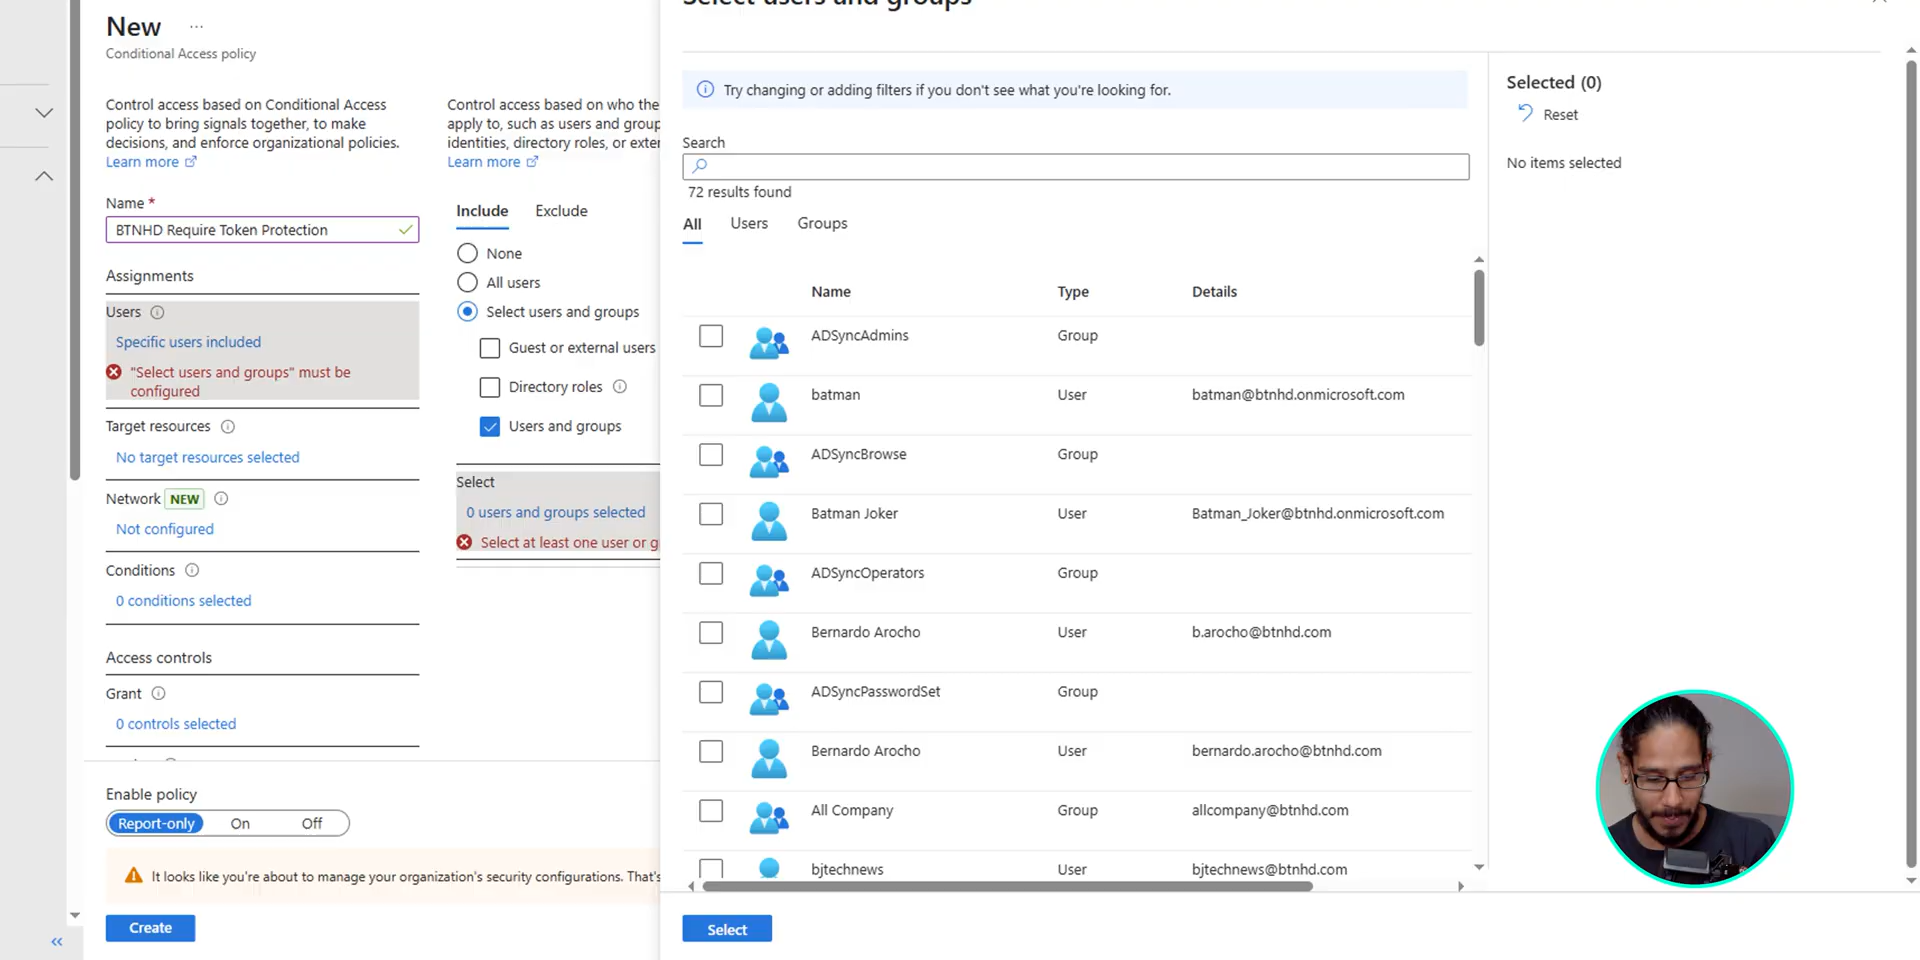 New ...
Conditional Access policy
Control access based on Conditional Access
policy to bring signals together, to make
decisions, and enforce organizational policies.
Learn more
Name *
BTNHD Require Token Protection
Assignments
Users
Specific users included
"Select users and groups" must be
configured
Target resources
No target resources selected
Network NEW
Not configured
Conditions
0 conditions selected
Access controls
Grant
0 controls selected
Enable policy
Report-only On Off
It looks like you're about to manage your organization's security configurations. That's
Create
Control access based on who the
apply to, such as users and group
identities, directory roles, or exter
Learn more
Include Exclude
None
All users
Select users and groups
Guest or external users
Directory roles
Users and groups
Select
0 users and groups selected
Select at least one user or g
Select users and groups
Try changing or adding filters if you don't see what you're looking for.
Search
72 results found
All Users Groups
Name Type Details
ADSyncAdmins Group
batman User batman@btnhd.onmicrosoft.com
ADSyncBrowse Group
Batman Joker User Batman_Joker@btnhd.onmicrosoft.com
ADSyncOperators Group
Bernardo Arocho User b.arocho@btnhd.com
ADSyncPasswordSet Group
Bernardo Arocho User bernardo.arocho@btnhd.com
All Company Group allcompany@btnhd.com
bjtechnews User bjtechnews@btnhd.com
Select
Selected (0)
Reset
No items selected